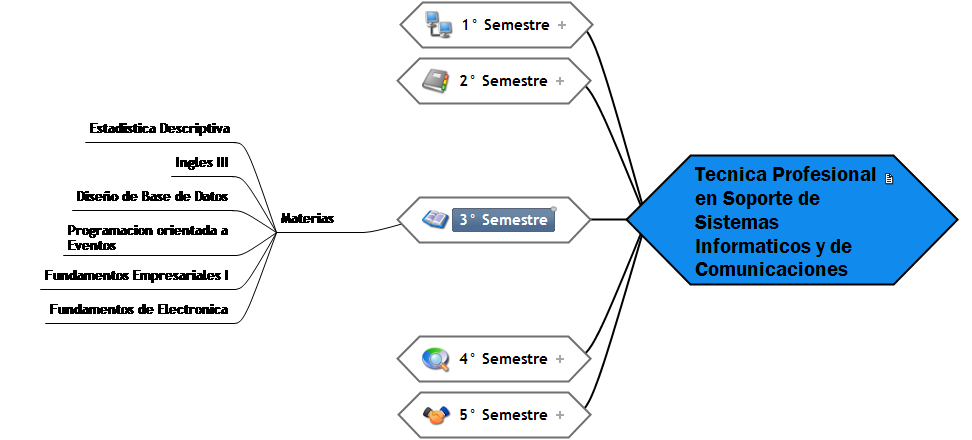 1° Semestre
2° Semestre
Estadistica Descriptiva
Ingles III
Diseño de Base de Datos
Programacion orientada a
Eventos
Fundamentos Empresariales I
Fundamentos de Electronica
Materias
3° Semestre
Tecnica Profesional
en Soporte de
Sistemas
Informaticos y de
Comunicaciones
4° Semestre
5° Semestre